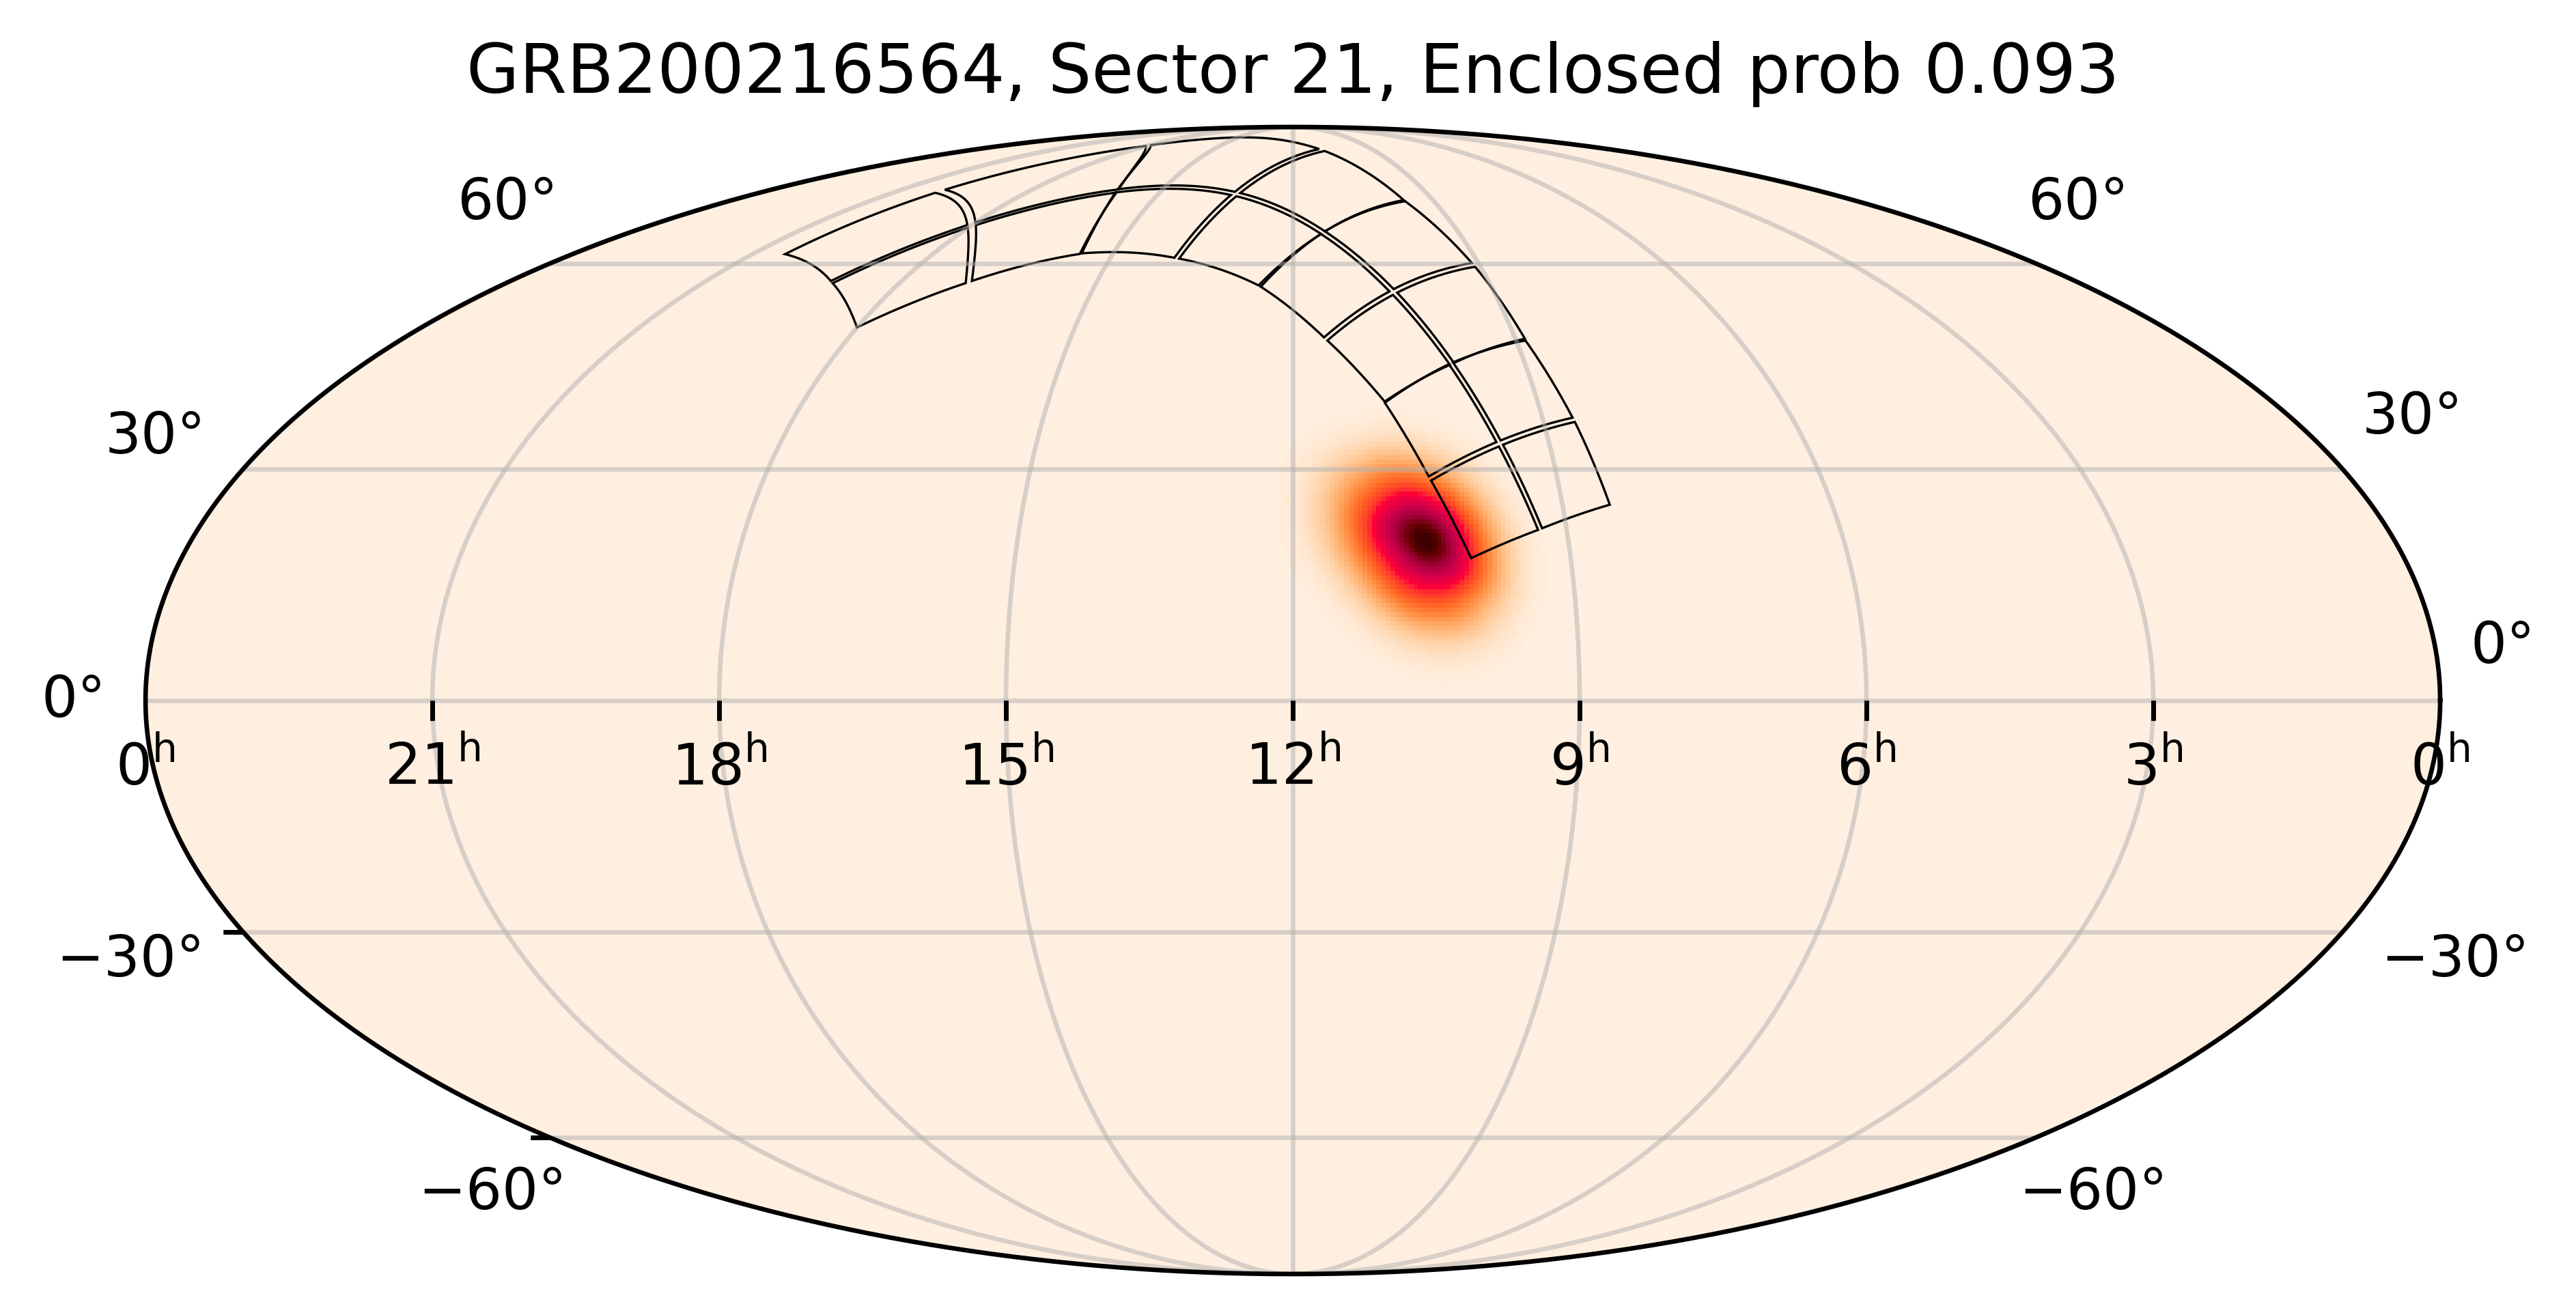 GRB200216564, Sector 21, Enclosed prob 0.093
60° 60°
30° 30°
0° 0°
0ʰ 21ʰ 18ʰ 15ʰ 12ʰ 9ʰ 6ʰ 3ʰ 0ʰ
−30° −30°
−60° −60°